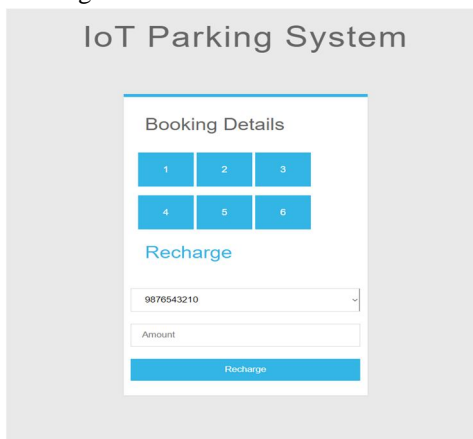 IoT Parking System
Booking Details
1 2 3
4 5 6
Recharge
9876543210
Amount
Recharge